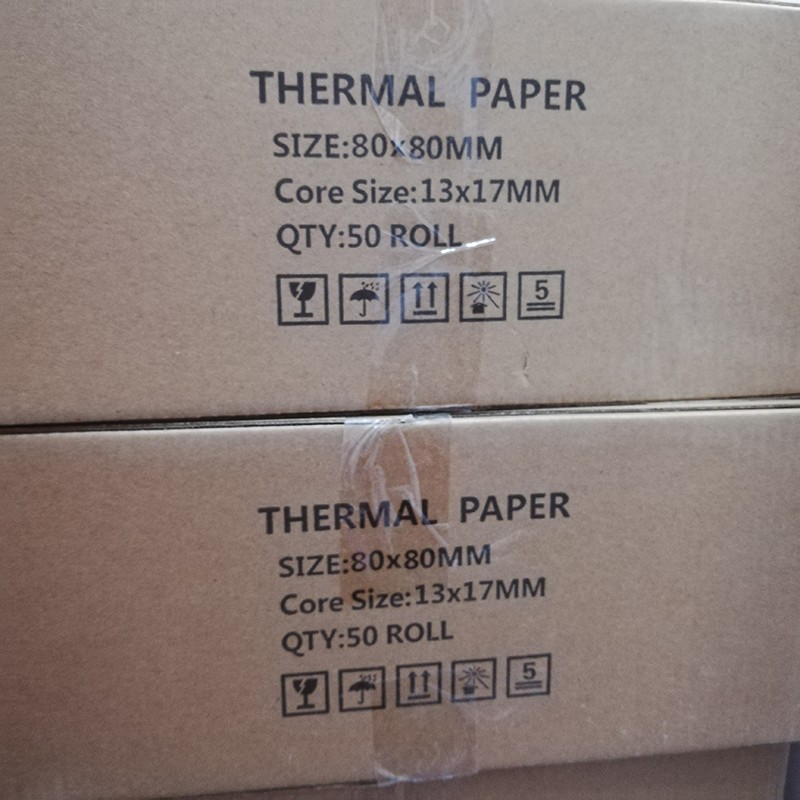 THERMAL PAPER
SIZE:80x80MM
Core Size:13x17MM
QTY:50 ROLL
5
THERMAL PAPER
SIZE:80x80MM
Core Size:13x17MM
QTY:50 ROLL
5